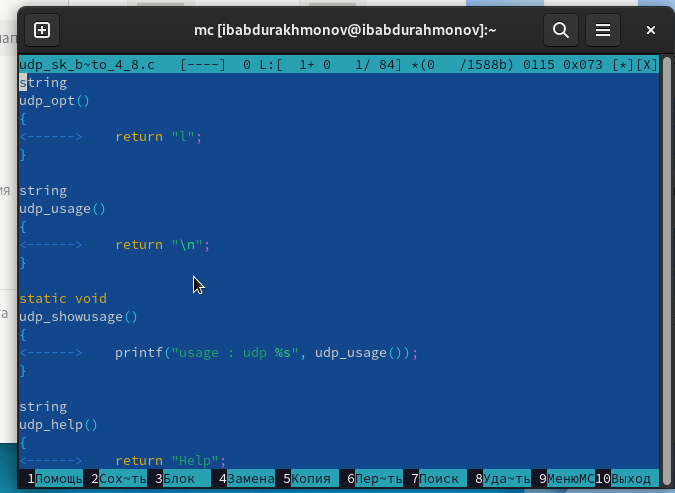 mc [ibabdurakhmonov@ibabdurahmonov]:~
udp_sk_b~to_4_8.c   [----]  0 L:[  1+ 0   1/ 84] *(0   /1588b) 0115 0x073 [*][X]
string
udp_opt()
{
<------>    return "l";
}
string
udp_usage()
{
<------>    return "\n";
}
static void
udp_showusage()
{
<------>    printf("usage : udp %s", udp_usage());
}
string
udp_help()
{
<------>    return "Help";
1Помощь 2Сох~ть 3Блок 4Замена 5Копия 6Пер~ть 7Поиск 8Уда~ть 9МенюMC 10Выход